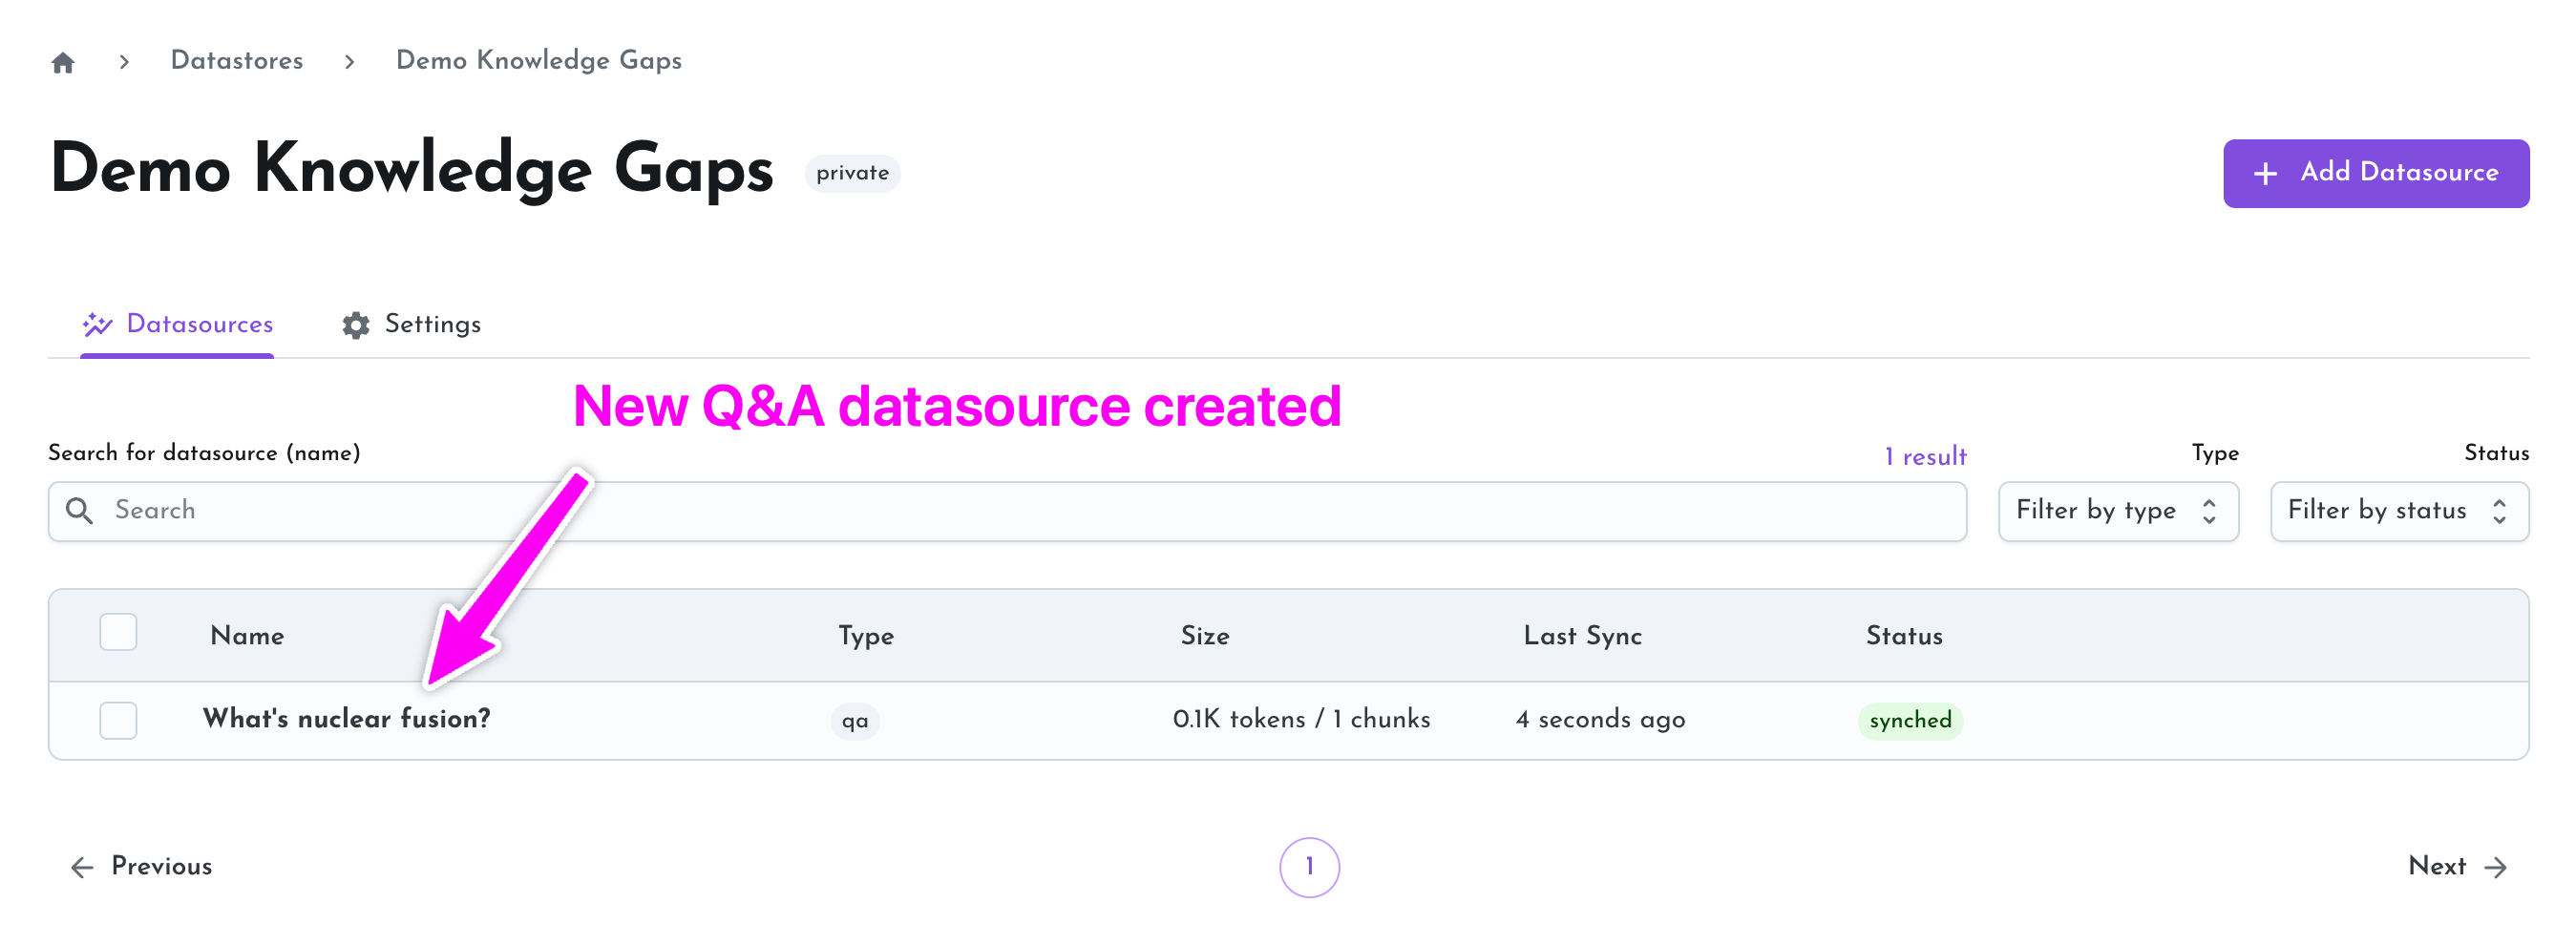 Datastores Demo Knowledge Gaps
Demo Knowledge Gaps private
+ Add Datasource
Datasources Settings
New Q&A datasource created
Search for datasource (name)
1 result
Type
Status
Search
Filter by type
Filter by status
Name Type Size Last Sync Status
What's nuclear fusion? qa 0.1K tokens / 1 chunks 4 seconds ago synched
Previous 1 Next